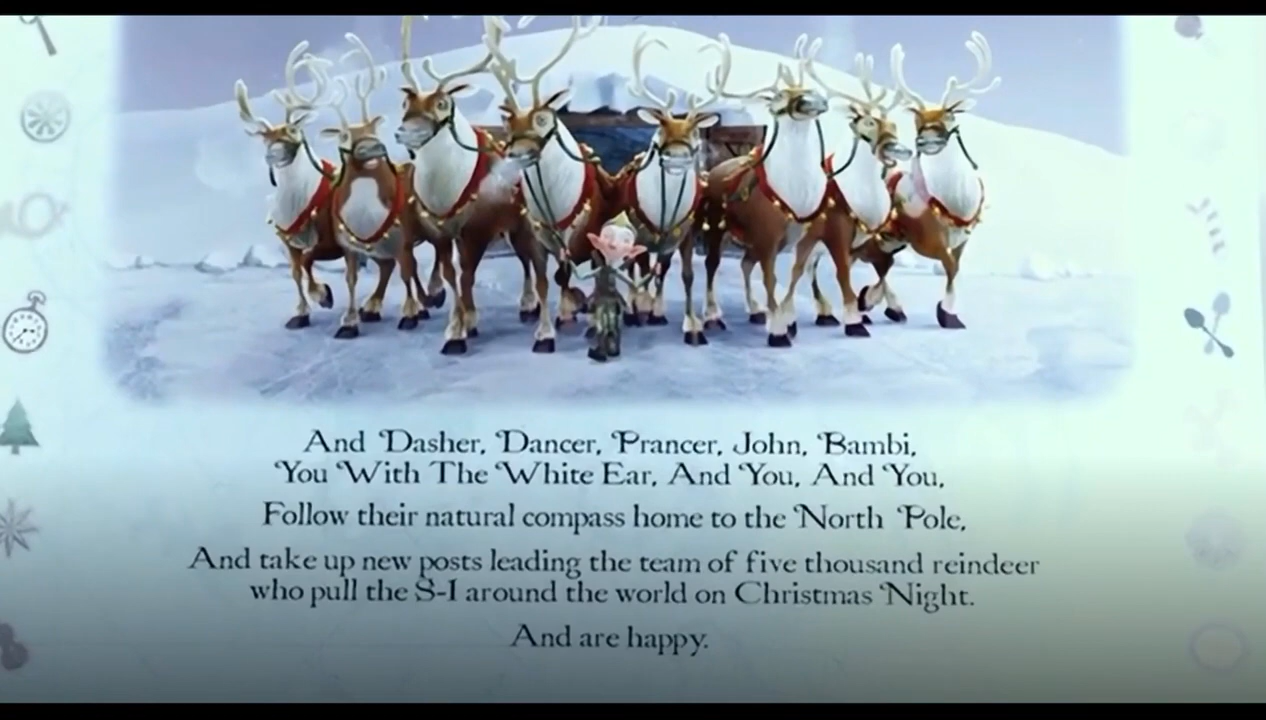 And Dasher, Dancer, Prancer, John, Bambi,
You With The White Ear, And You, And You,
Follow their natural compass home to the North Pole,
And take up new posts leading the team of five thousand reindeer
who pull the S-1 around the world on Christmas Night.
And are happy.